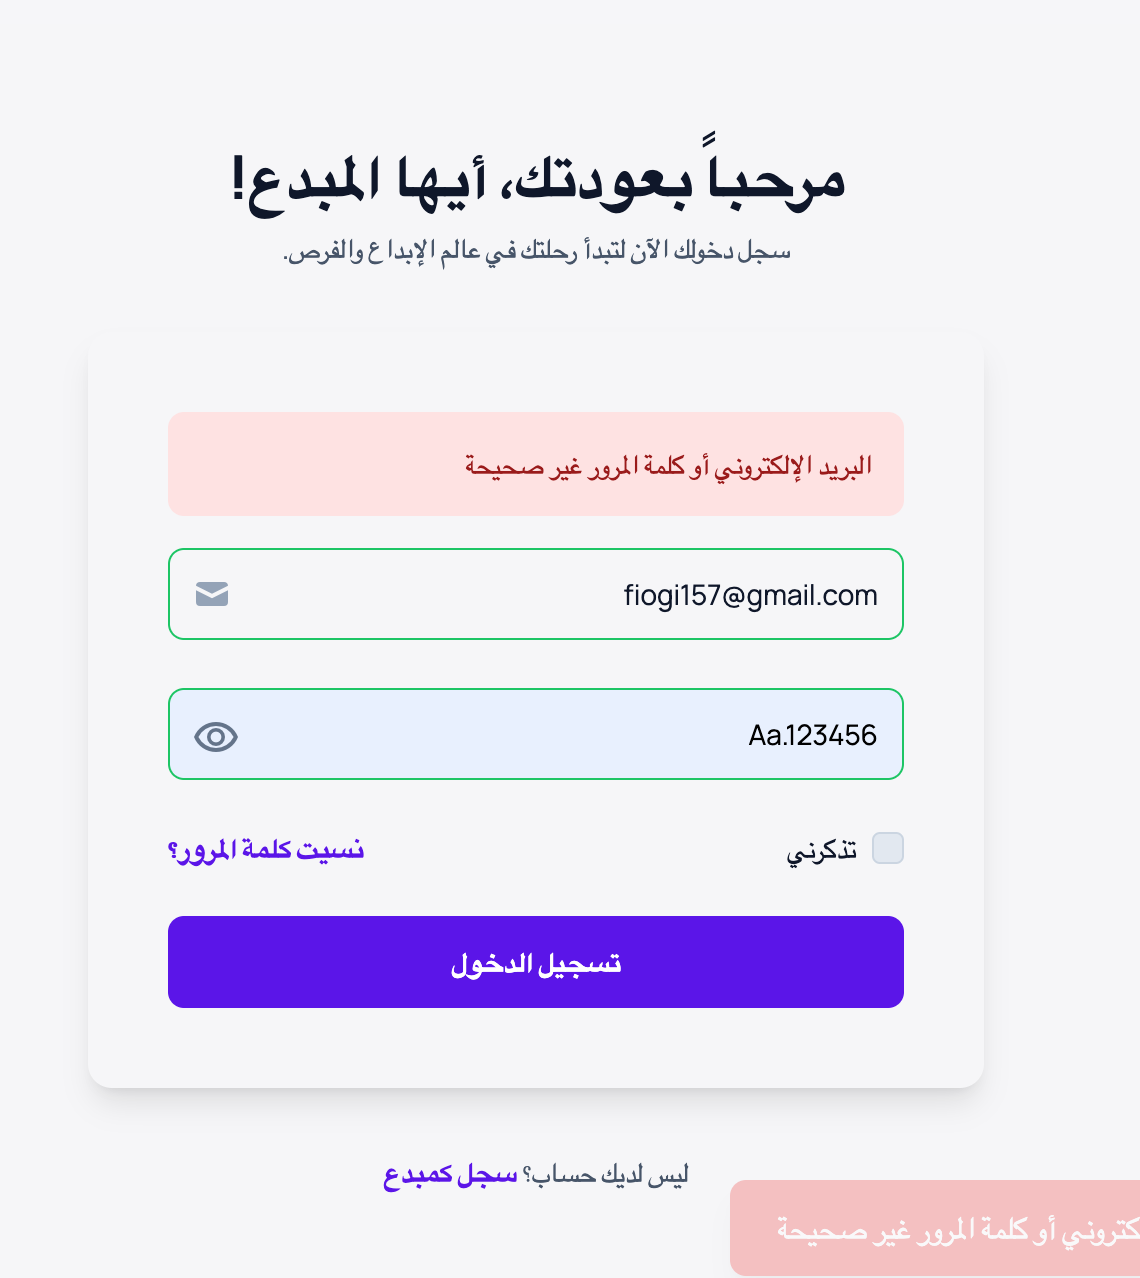 مرحباً بعودتك، أيها المبدع!
سجل دخولك الآن لتبدأ رحلتك في عالم الإبداع والفرص.
البريد الإلكتروني أو كلمة المرور غير صحيحة
fiogi157@gmail.com
Aa.123456
تذكرني
نسيت كلمة المرور؟
تسجيل الدخول
ليس لديك حساب؟ سجل كمبدع
أو كلمة المرور غير صحيحة